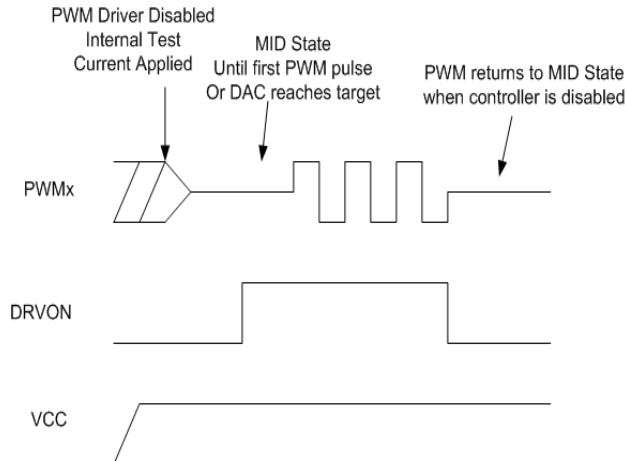 PWM Driver Disabled
Internal Test
Current Applied
MID State
Until first PWM pulse
Or DAC reaches target
PWM returns to MID State
when controller is disabled
PWMx
DRVON
VCC